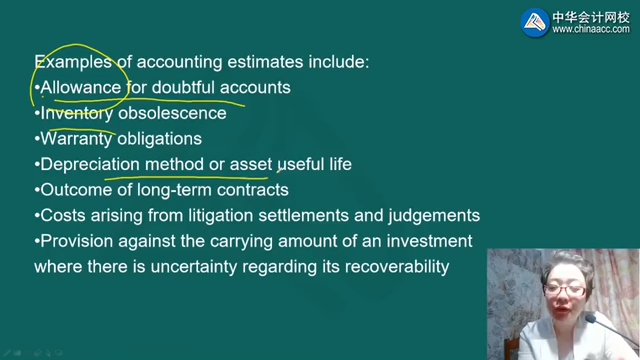 中华会计网校
www.chinaacc.com
Examples of accounting estimates include:
•Allowance for doubtful accounts
•Inventory obsolescence
•Warranty obligations
•Depreciation method or asset useful life
•Outcome of long-term contracts
•Costs arising from litigation settlements and judgements
•Provision against the carrying amount of an investment
where there is uncertainty regarding its recoverability